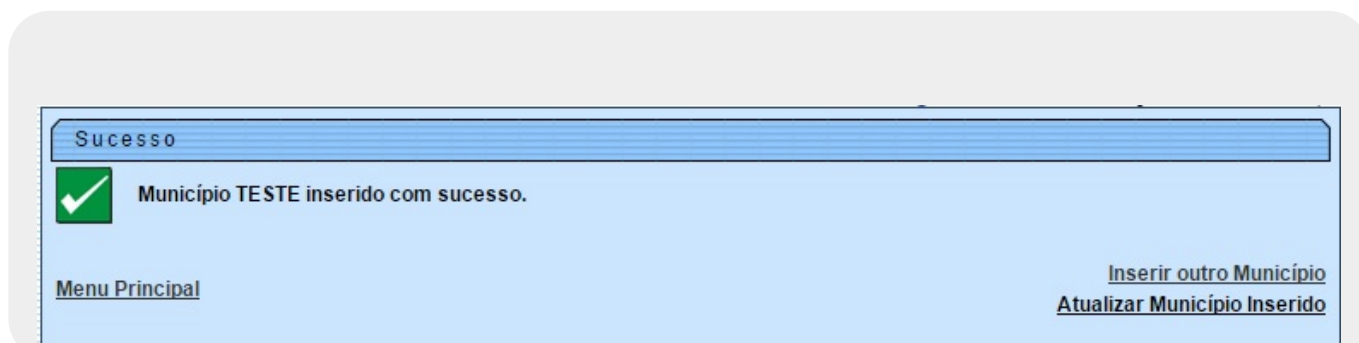 Sucesso
Município TESTE inserido com sucesso.
Inserir outro Município
Menu Principal
Atualizar Município Inserido